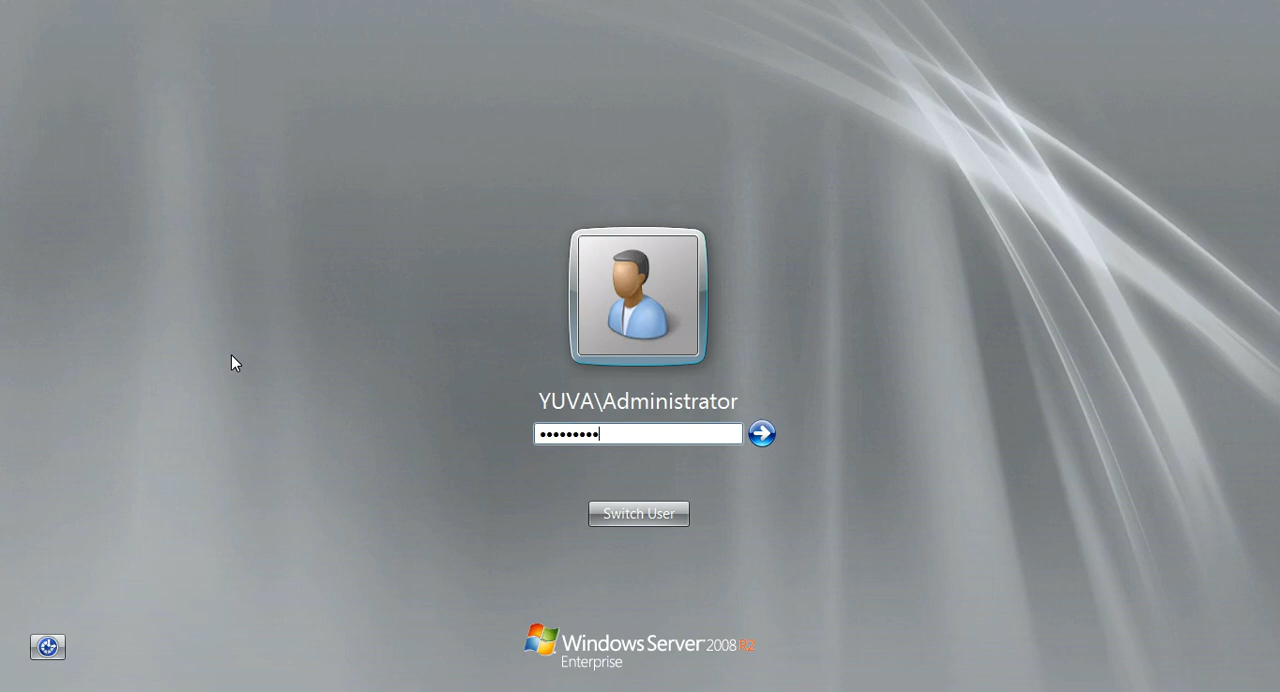 YUVA\Administrator
•••••••••
Switch User
Windows Server 2008 R2
Enterprise